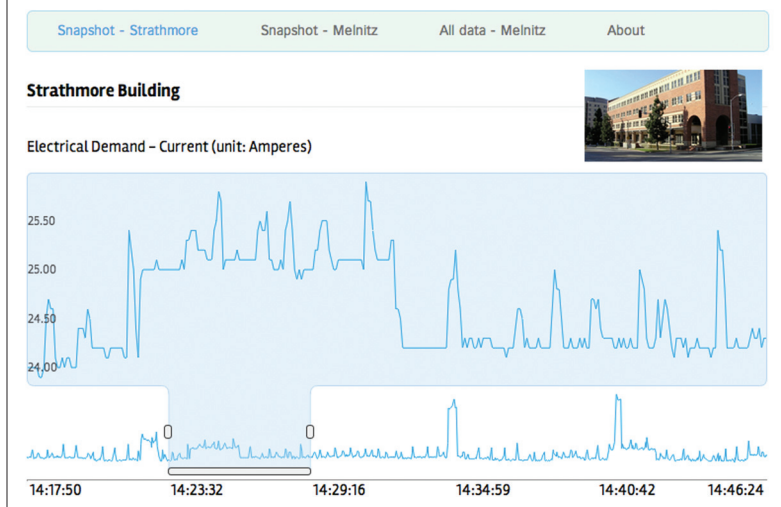 Snapshot - Strathmore Snapshot - Melnitz All data - Melnitz About
Strathmore Building
Electrical Demand – Current (unit: Amperes)
25.50
25.00
24.50
24.00
14:17:50 14:23:32 14:29:16 14:34:59 14:40:42 14:46:24